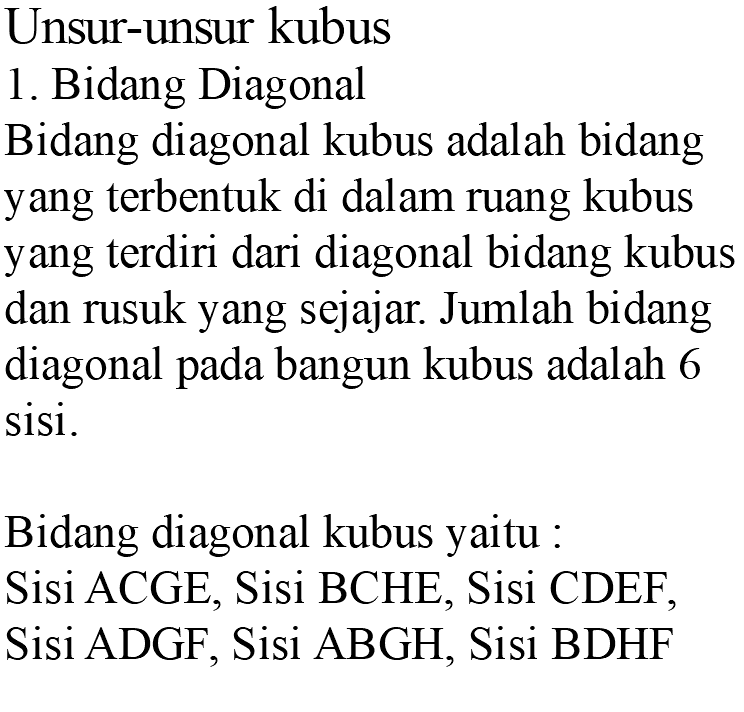 Unsur-unsur kubus
1. Bidang Diagonal
Bidang diagonal kubus adalah bidang
yang terbentuk di dalam ruang kubus
yang terdiri dari diagonal bidang kubus
dan rusuk yang sejajar. Jumlah bidang
diagonal pada bangun kubus adalah 6
sisi.
Bidang diagonal kubus yaitu :
Sisi ACGE, Sisi BCHE, Sisi CDEF,
Sisi ADGF, Sisi ABGH, Sisi BDHF